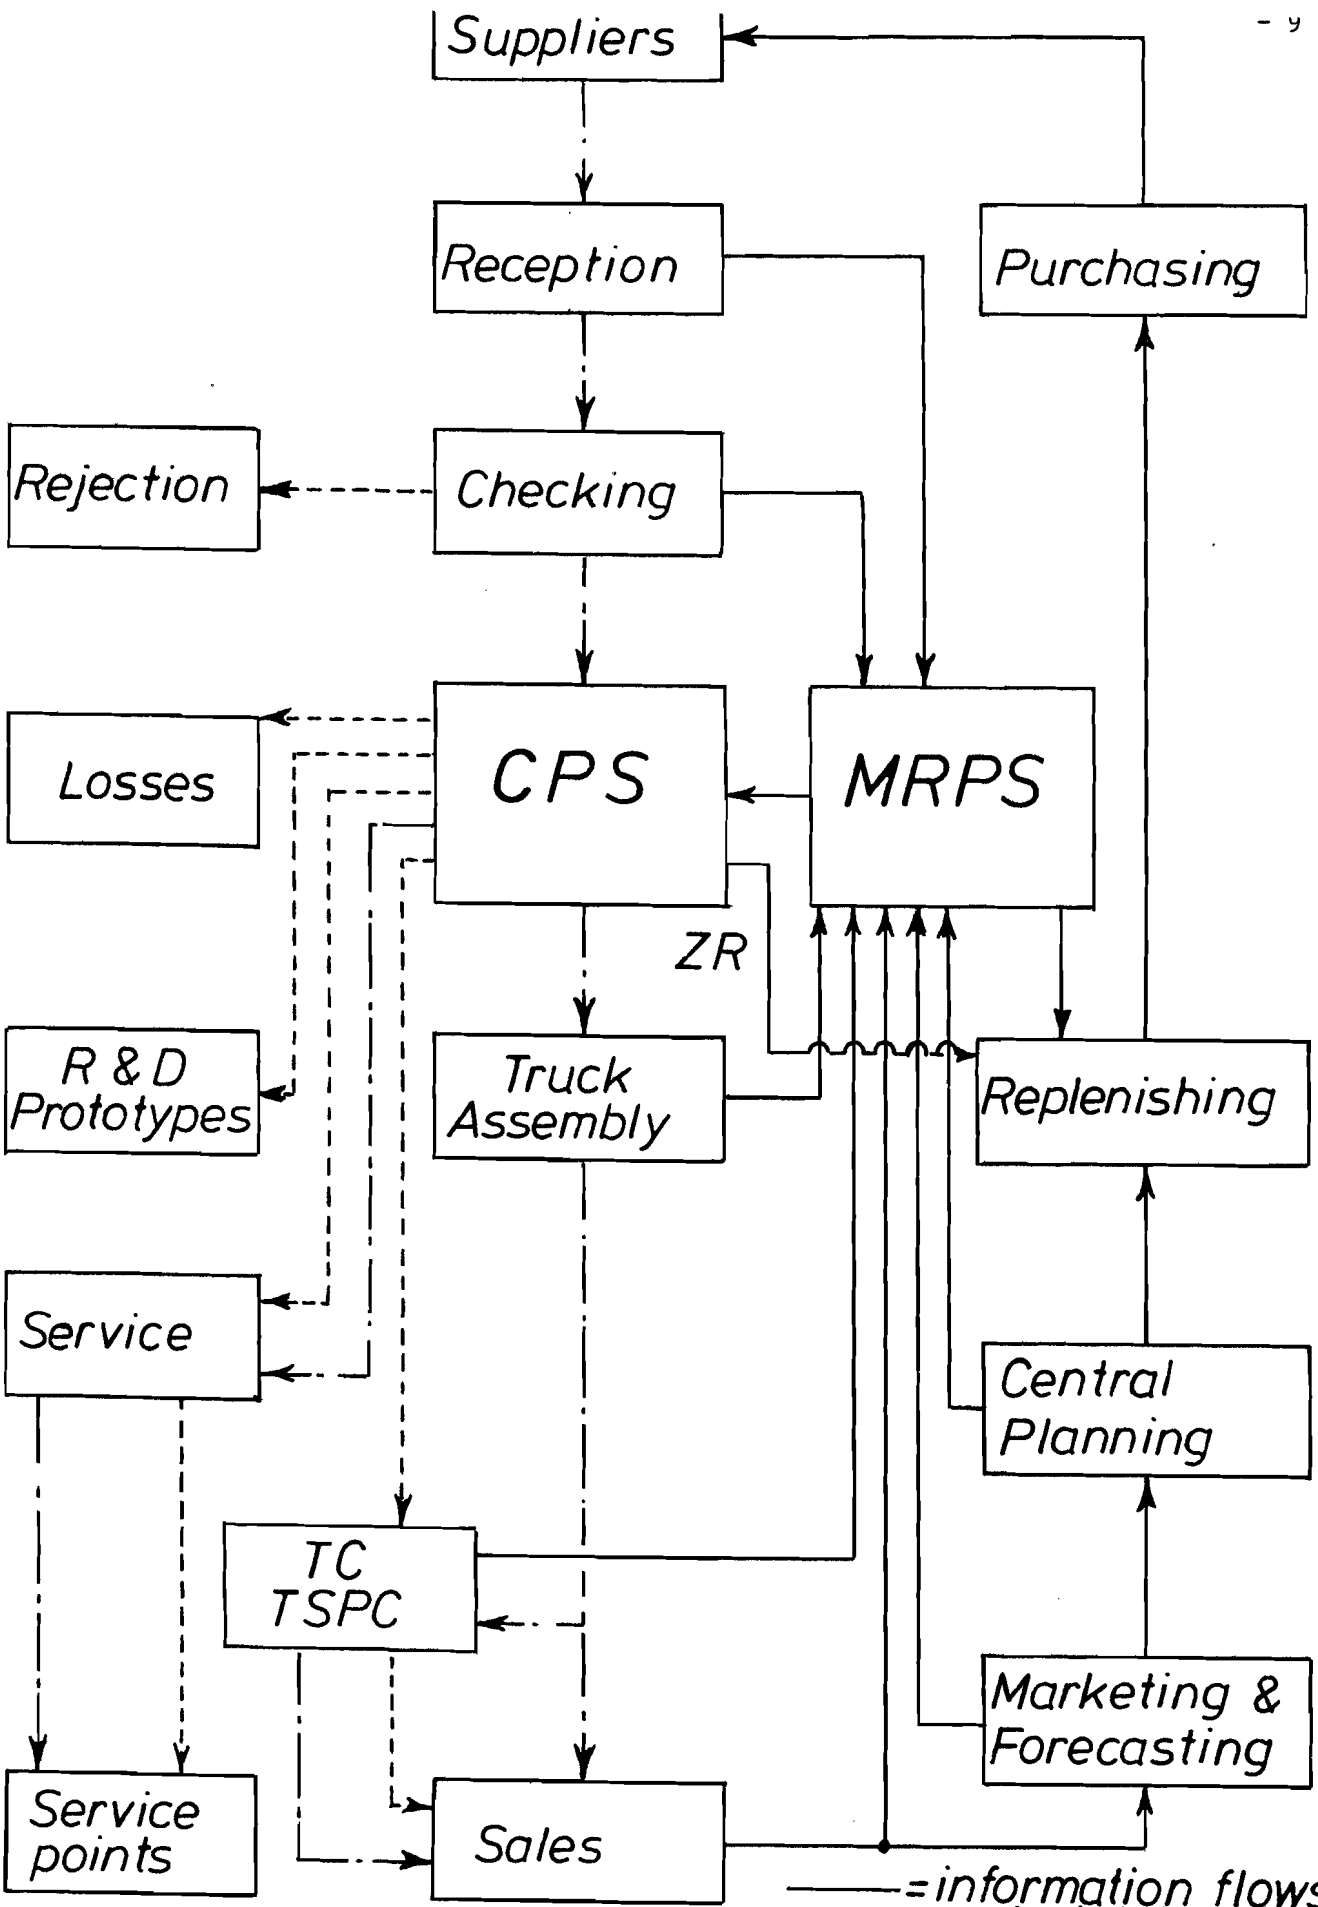 Suppliers
Reception
Purchasing
Rejection
Checking
Losses
CPS
MRPS
ZR
R & D
Prototypes
Truck
Assembly
Replenishing
Service
Central
Planning
TC
TSPC
Marketing &
Forecasting
Service
points
Sales
= information flows